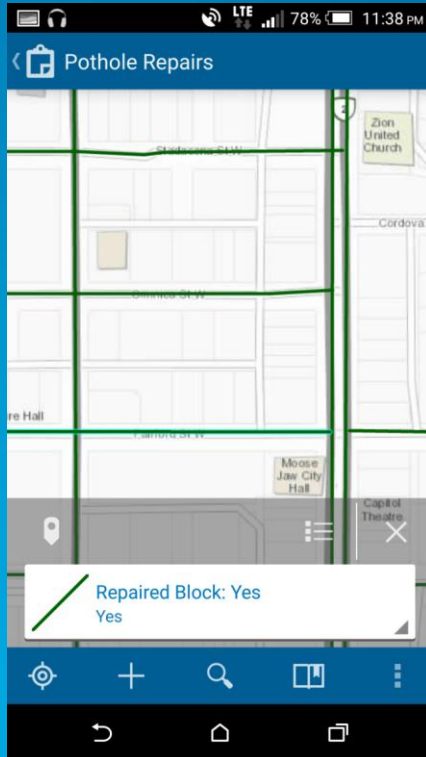 LTE
78%
11:38 PM
Pothole Repairs
2
Zion
United
Church
Stadacona St W
Cordova
Ominica St W
re Hall
Fairford St W
Moose
Jaw City
Hall
Capitol
Theatre
Repaired Block: Yes
Yes